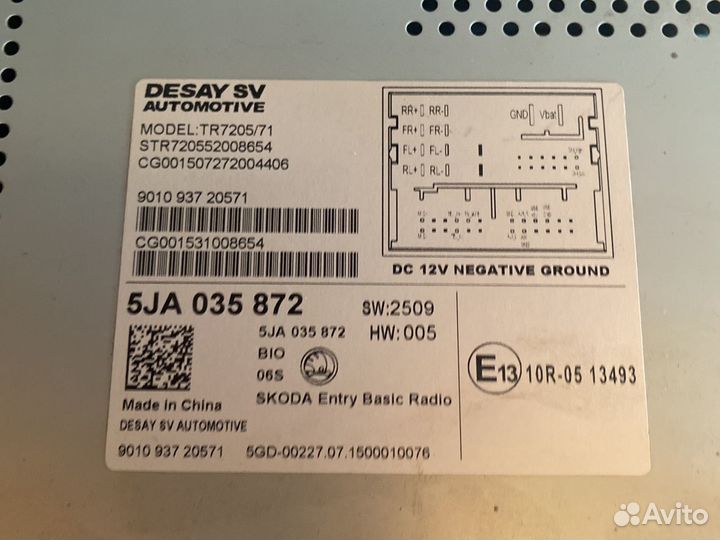 DESAY SV
AUTOMOTIVE
MODEL:TR7205/71
STR720552008654
CG001507272004406
9010 937 20571
CG001531008654
RR+ RR-
FR+ FR-
FL+ FL-
RL+ RL-
GND Vbat
DC 12V NEGATIVE GROUND
5JA 035 872
SW:2509
5JA 035 872
HW:005
BIO
06S
SKODA Entry Basic Radio
Made in China
DESAY SV AUTOMOTIVE
9010 937 20571
5GD-00227.07.1500010076
E13 10R-05 13493
Avito